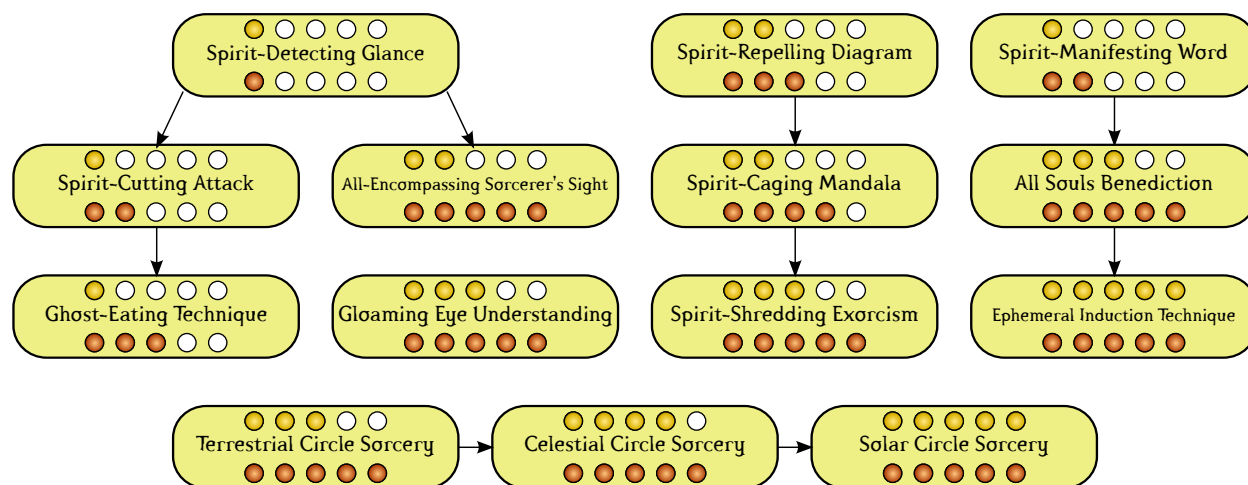 Spirit-Detecting Glance
Spirit-Repelling Diagram
Spirit-Manifesting Word
Spirit-Cutting Attack
All-Encompassing Sorcerer's Sight
Spirit-Caging Mandala
All Souls Benediction
Ghost-Eating Technique
Gloaming Eye Understanding
Spirit-Shredding Exorcism
Ephemeral Induction Technique
Terrestrial Circle Sorcery
Celestial Circle Sorcery
Solar Circle Sorcery